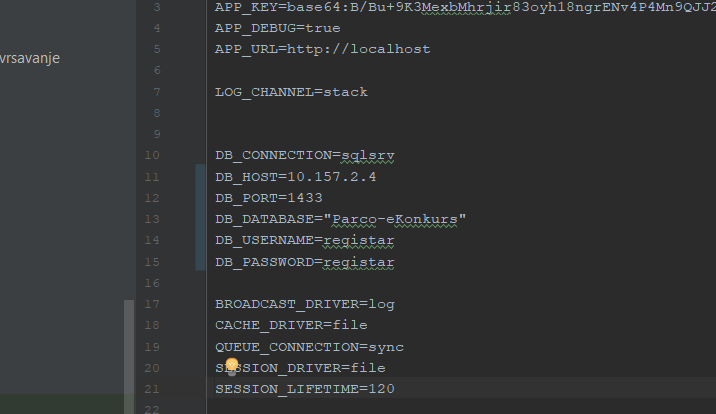 3 APP_KEY=base64:B/Bu+9K3MexbMhrjir83oyh18ngrENv4P4Mn9QJJ2
4 APP_DEBUG=true
vrsavanje
5 APP_URL=http://localhost
6
7 LOG_CHANNEL=stack
8
9
10 DB_CONNECTION=sqlsrv
11 DB_HOST=10.157.2.4
12 DB_PORT=1433
13 DB_DATABASE="Parco-eKonkurs"
14 DB_USERNAME=registar
15 DB_PASSWORD=registar
16
17 BROADCAST_DRIVER=log
18 CACHE_DRIVER=file
19 QUEUE_CONNECTION=sync
20 SESSION_DRIVER=file
21 SESSION_LIFETIME=120
22